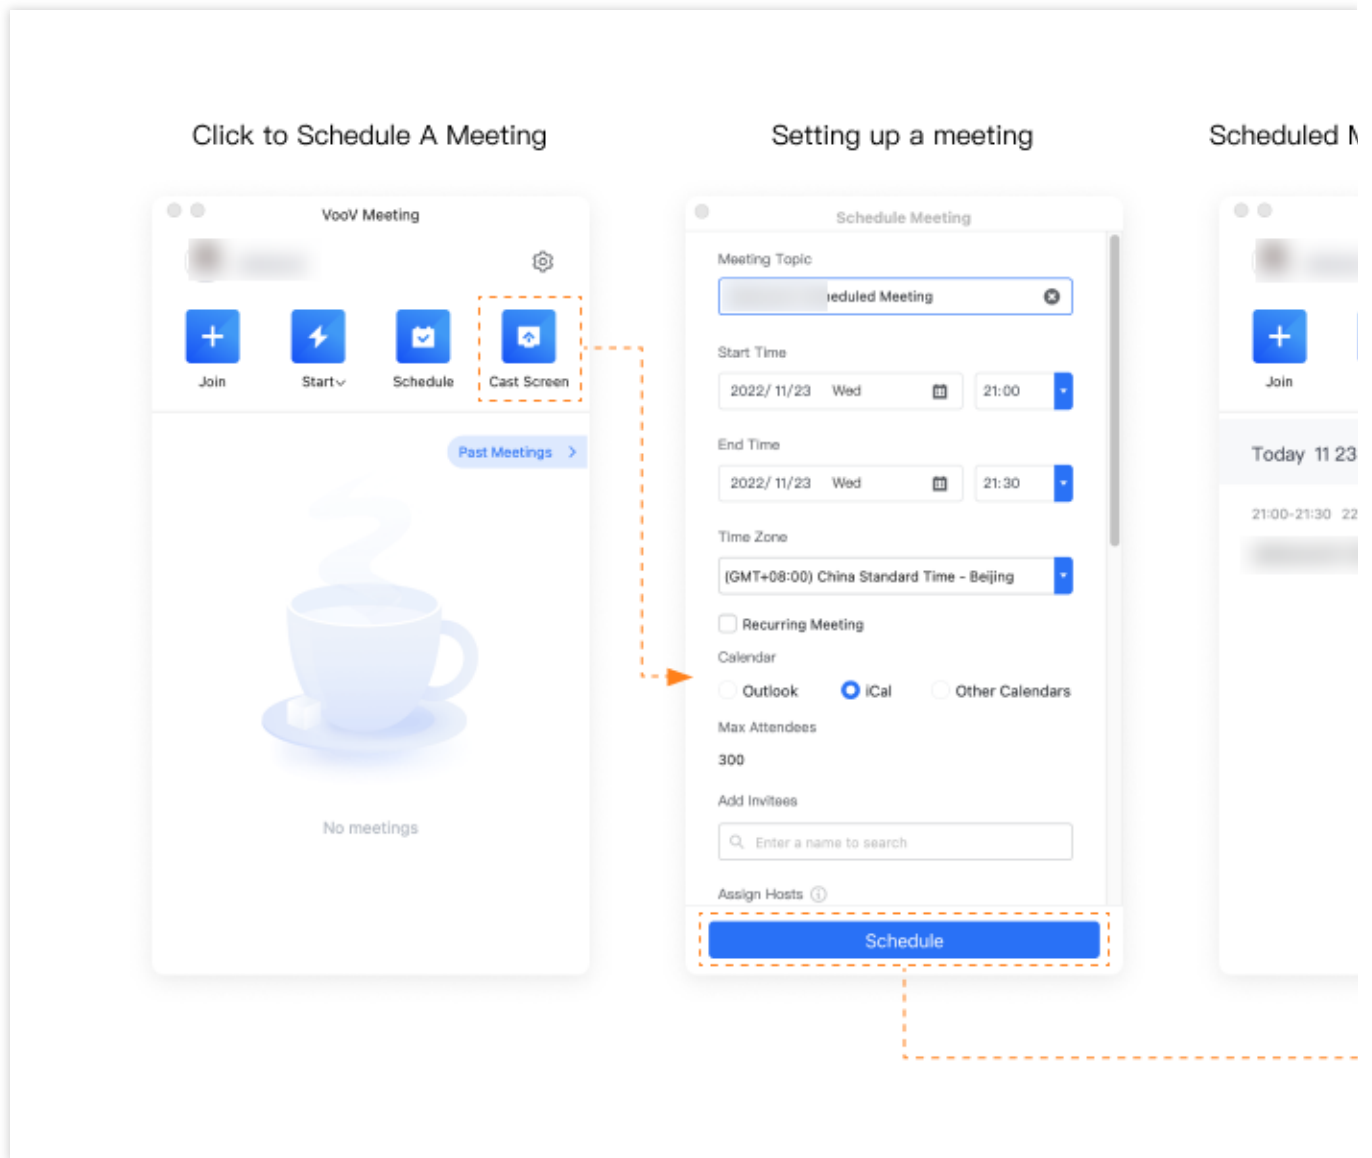 Click to Schedule A Meeting
VooV Meeting
Join
Start
Schedule
Cast Screen
Past Meetings
No meetings
Setting up a meeting
Schedule Meeting
Meeting Topic
eduled Meeting
Start Time
2022/ 11/23 Wed 21:00
End Time
2022/ 11/23 Wed 21:30
Time Zone
(GMT+08:00) China Standard Time - Beijing
Recurring Meeting
Calendar
Outlook iCal Other Calendars
Max Attendees
300
Add Invitees
Enter a name to search
Assign Hosts
Schedule
Scheduled
Join
Today 11 23
21:00-21:30 22